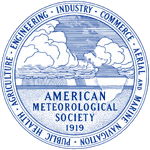 AGRICULTURE • ENGINEERING • INDUSTRY • COMMERCE • AERIAL AND MARINE NAVIGATION • PUBLIC HEALTH •
AMERICAN
METEOROLOGICAL
SOCIETY
1919